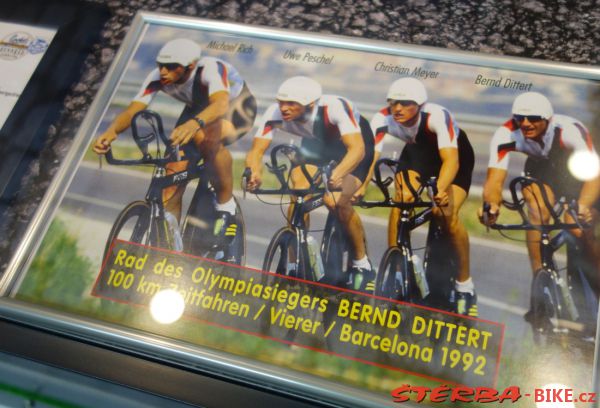 Michael Rich
Uwe Peschel
Christian Meyer
Bernd Dittert
Rad des Olympiasiegers BERND DITTERT
100 km Zeitfahren / Vierer / Barcelona 1992
ŠTĚRBA-BIKE.cz